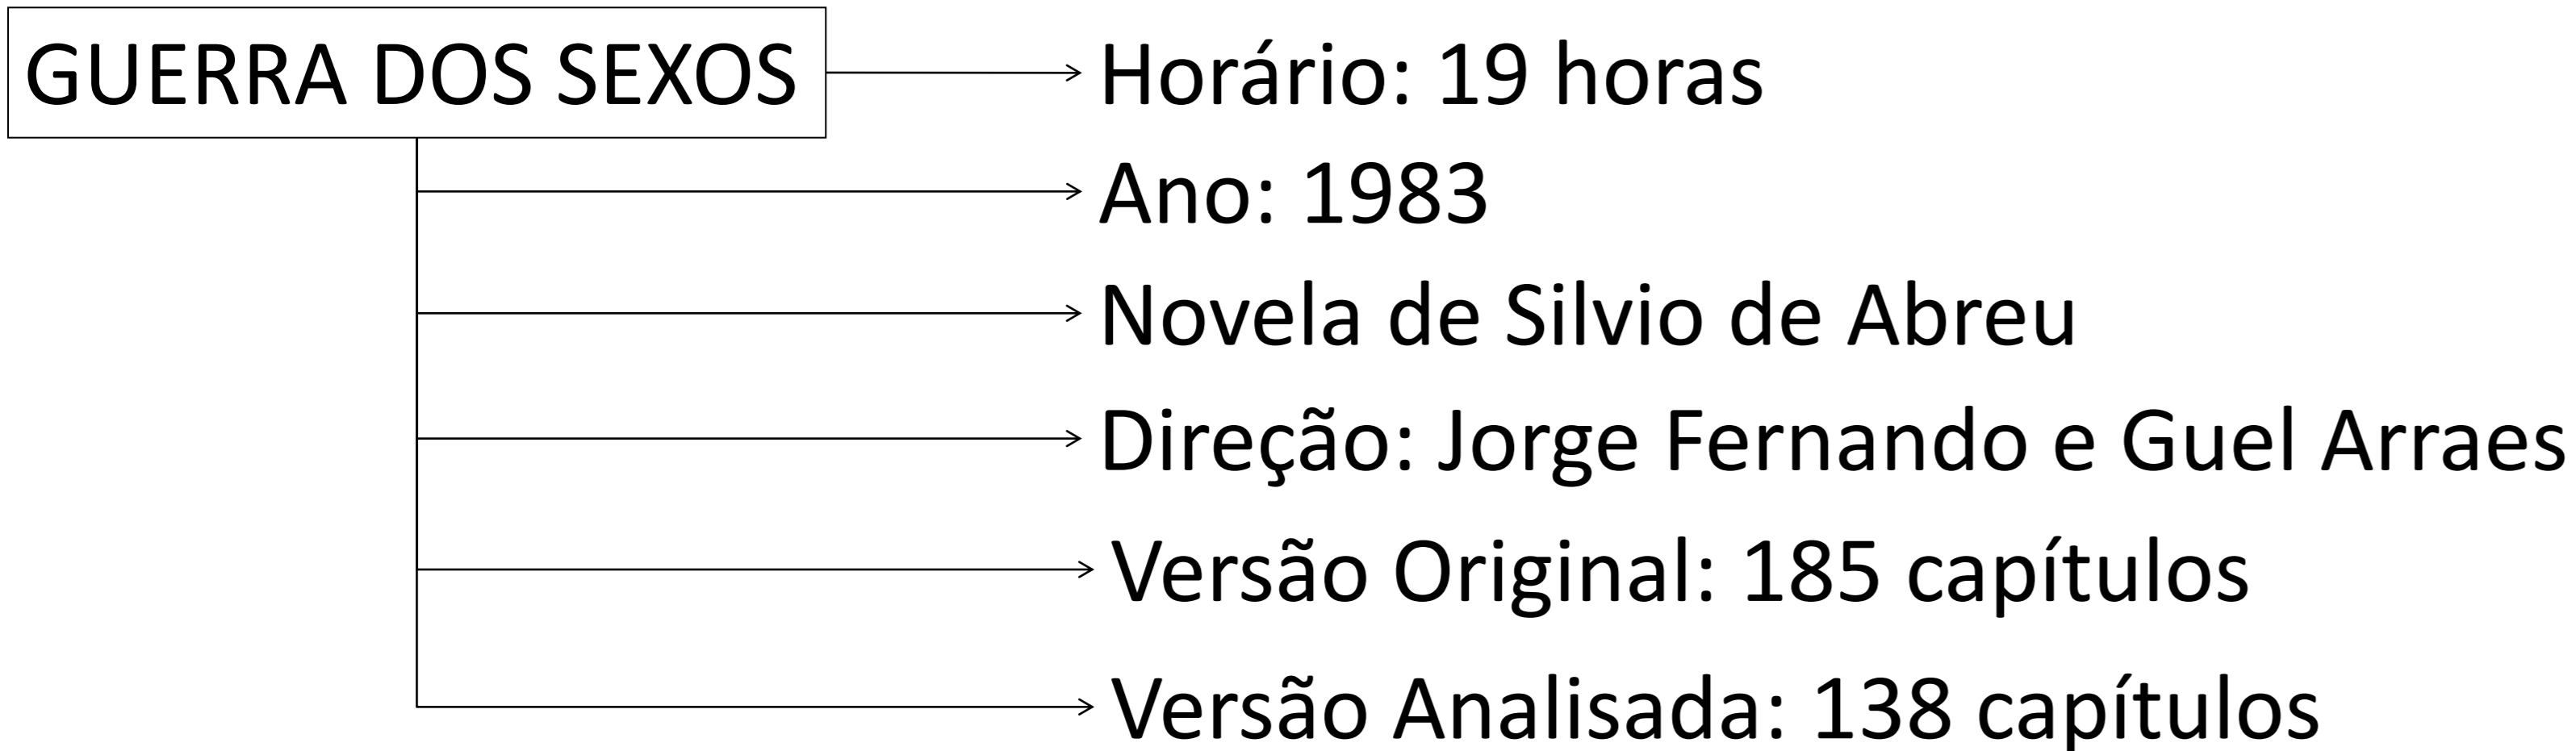 GUERRA DOS SEXOS
Horário: 19 horas
Ano: 1983
Novela de Silvio de Abreu
Direção: Jorge Fernando e Guel Arraes
Versão Original: 185 capítulos
Versão Analisada: 138 capítulos